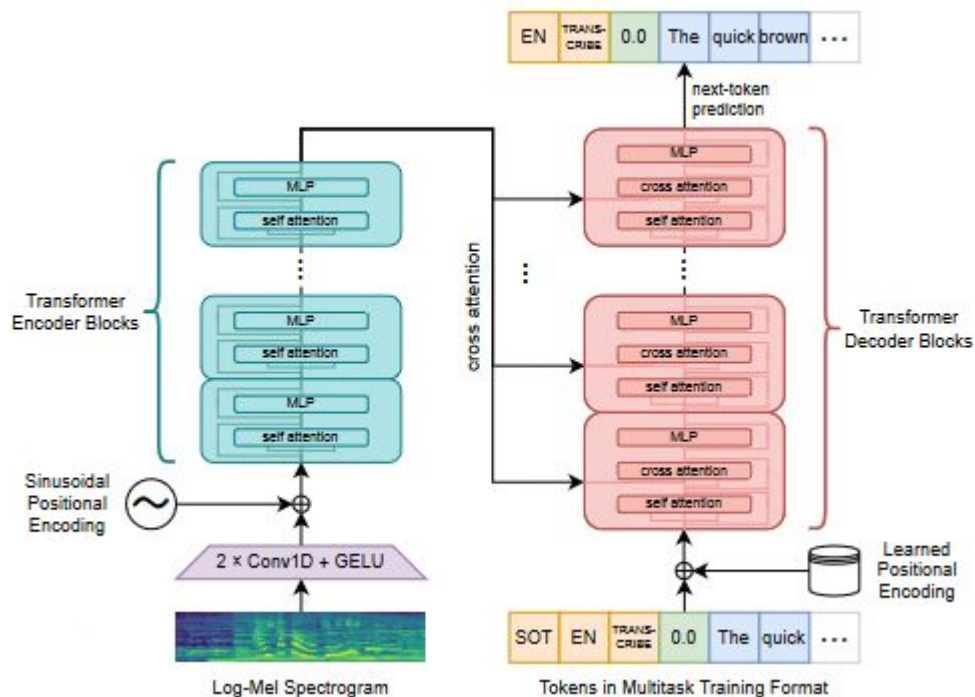 EN TRANS-CRIBE 0.0 The quick brown ...
next-token
prediction
MLP
self attention
MLP
self attention
MLP
self attention
Transformer
Encoder Blocks
Sinusoidal
Positional
Encoding
2 × Conv1D + GELU
Log-Mel Spectrogram
cross attention
MLP
cross attention
self attention
MLP
cross attention
self attention
MLP
cross attention
self attention
Transformer
Decoder Blocks
Learned
Positional
Encoding
SOT EN TRANS-CRIBE 0.0 The quick ...
Tokens in Multitask Training Format